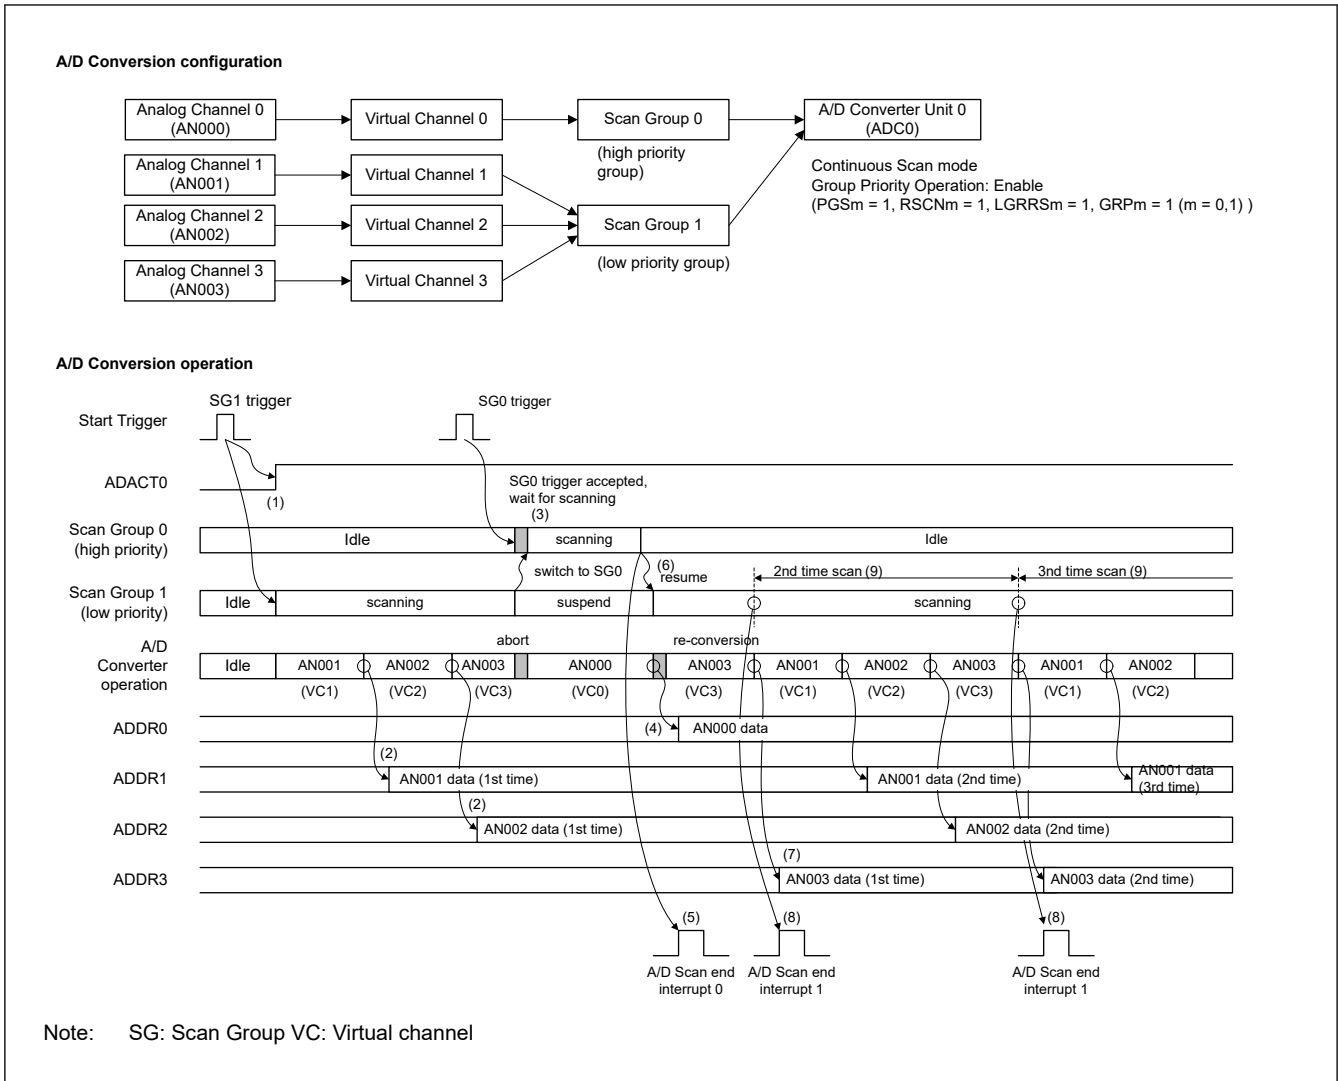 A/D Conversion configuration
Analog Channel 0
(AN000)
Virtual Channel 0
Scan Group 0
A/D Converter Unit 0
(ADC0)
(high priority
group)
Analog Channel 1
(AN001)
Virtual Channel 1
Continuous Scan mode
Group Priority Operation: Enable
(PGSm = 1, RSCNm = 1, LGRRSm = 1, GRPm = 1 (m = 0,1) )
Analog Channel 2
(AN002)
Virtual Channel 2
Scan Group 1
(low priority group)
Analog Channel 3
(AN003)
Virtual Channel 3
A/D Conversion operation
SG1 trigger
SG0 trigger
Start Trigger
ADACT0
(1)
SG0 trigger accepted,
wait for scanning
(3)
Scan Group 0
(high priority)
Idle
scanning
Idle
switch to SG0
(6)
resume
2nd time scan (9)
3nd time scan (9)
Scan Group 1
(low priority)
Idle
scanning
suspend
scanning
abort
re-conversion
A/D
Converter
operation
Idle
AN001
AN002
AN003
AN000
AN003
AN001
AN002
AN003
AN001
AN002
(VC1)
(VC2)
(VC3)
(VC0)
(VC3)
(VC1)
(VC2)
(VC3)
(VC1)
(VC2)
ADDR0
(4)
AN000 data
(2)
ADDR1
AN001 data (1st time)
AN001 data (2nd time)
AN001 data
(3rd time)
(2)
ADDR2
AN002 data (1st time)
AN002 data (2nd time)
(7)
ADDR3
AN003 data (1st time)
AN003 data (2nd time)
(5)
(8)
(8)
A/D Scan end
interrupt 0
A/D Scan end
interrupt 1
A/D Scan end
interrupt 1
Note: SG: Scan Group VC: Virtual channel